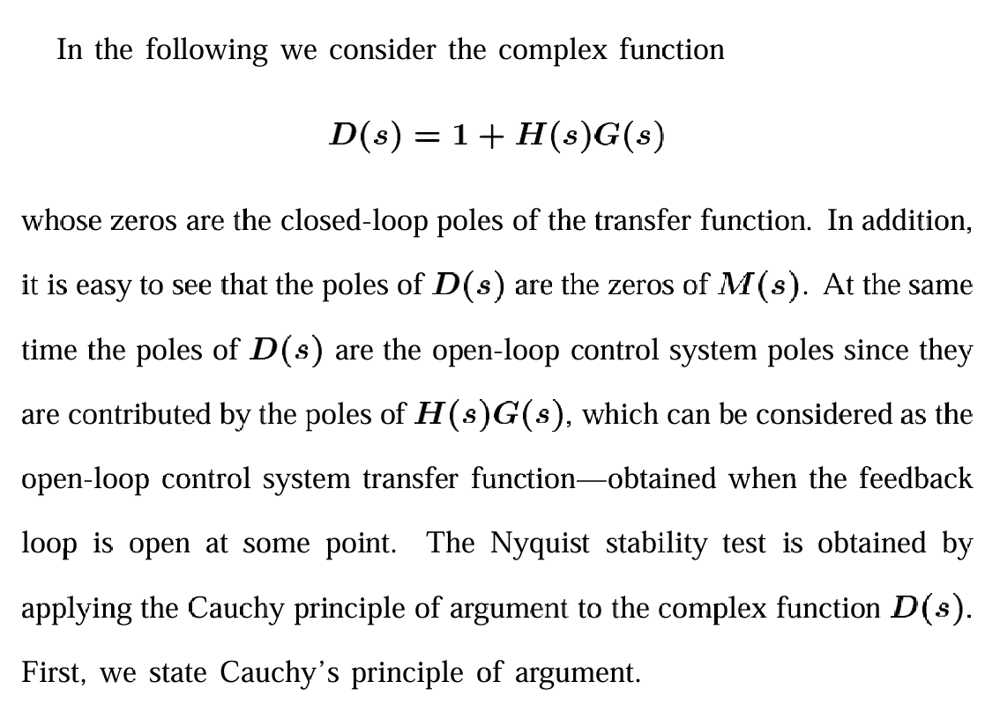 In the following we consider the complex function
D(s) = 1 + H(s)G(s)
whose zeros are the closed-loop poles of the transfer function. In addition,
it is easy to see that the poles of D(s) are the zeros of M(s). At the same
time the poles of D(s) are the open-loop control system poles since they
are contributed by the poles of H(s)G(s), which can be considered as the
open-loop control system transfer function—obtained when the feedback
loop is open at some point. The Nyquist stability test is obtained by
applying the Cauchy principle of argument to the complex function D(s).
First, we state Cauchy's principle of argument.